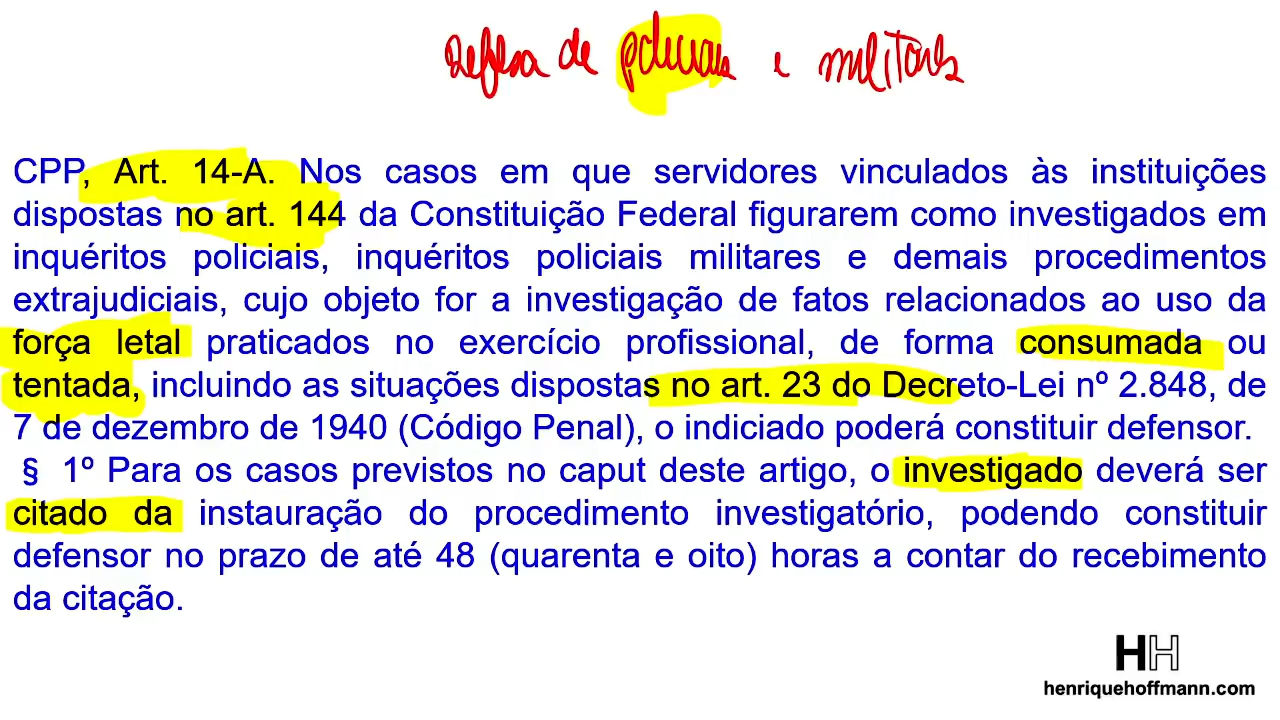 Defesa de policiais e militares
CPP, Art. 14-A. Nos casos em que servidores vinculados às instituições
dispostas no art. 144 da Constituição Federal figurarem como investigados em
inquéritos policiais, inquéritos policiais militares e demais procedimentos
extrajudiciais, cujo objeto for a investigação de fatos relacionados ao uso da
força letal praticados no exercício profissional, de forma consumada ou
tentada, incluindo as situações dispostas no art. 23 do Decreto-Lei nº 2.848, de
7 de dezembro de 1940 (Código Penal), o indiciado poderá constituir defensor.
§ 1º Para os casos previstos no caput deste artigo, o investigado deverá ser
citado da instauração do procedimento investigatório, podendo constituir
defensor no prazo de até 48 (quarenta e oito) horas a contar do recebimento
da citação.
HH
henriquehoffmann.com